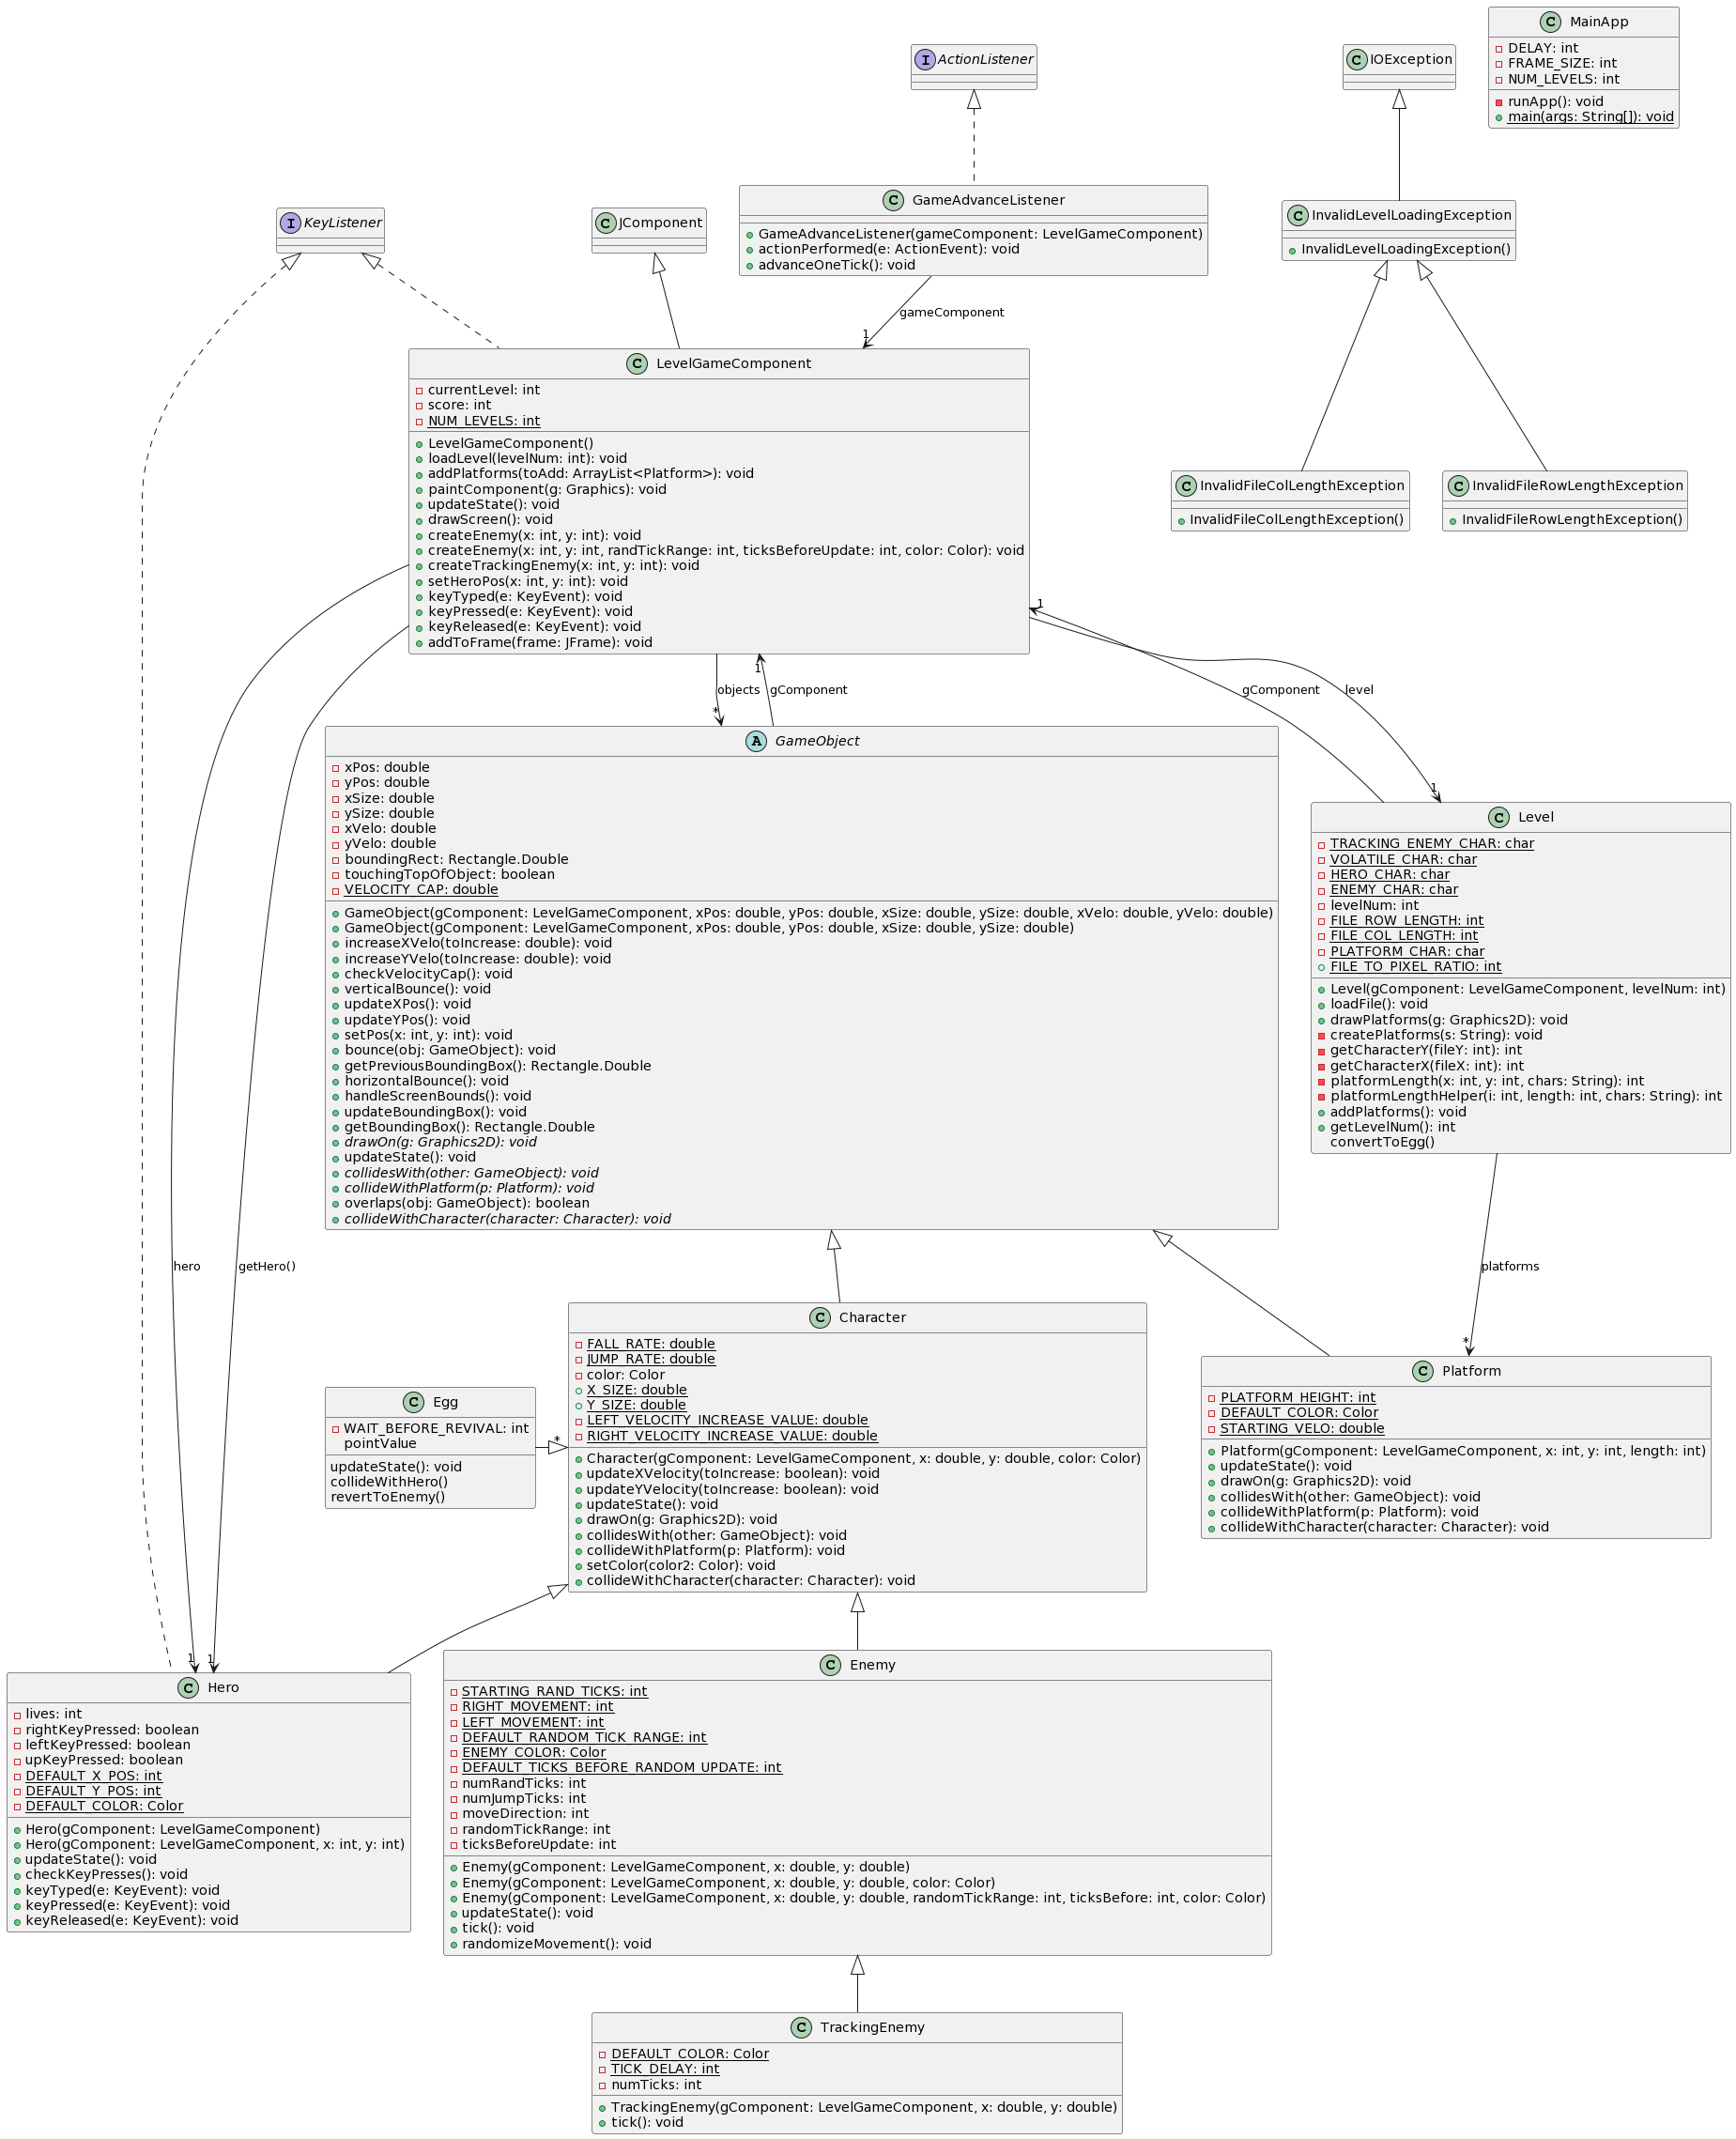 MainApp
DELAY: int
FRAME_SIZE: int
NUM_LEVELS: int
runApp(): void
main(args: String[]): void
ActionListener
IOException
GameAdvanceListener
GameAdvanceListener(gameComponent: LevelGameComponent)
actionPerformed(e: ActionEvent): void
advanceOneTick(): void
InvalidLevelLoadingException
InvalidLevelLoadingException()
KeyListener
JComponent
gameComponent
1
LevelGameComponent
currentLevel: int
score: int
NUM_LEVELS: int
LevelGameComponent()
loadLevel(levelNum: int): void
addPlatforms(toAdd: ArrayList<Platform>): void
paintComponent(g: Graphics): void
updateState(): void
drawScreen(): void
createEnemy(x: int, y: int): void
createEnemy(x: int, y: int, randTickRange: int, ticksBeforeUpdate: int, color: Color): void
createTrackingEnemy(x: int, y: int): void
setHeroPos(x: int, y: int): void
keyTyped(e: KeyEvent): void
keyPressed(e: KeyEvent): void
keyReleased(e: KeyEvent): void
addToFrame(frame: JFrame): void
InvalidFileColLengthException
InvalidFileColLengthException()
InvalidFileRowLengthException
InvalidFileRowLengthException()
1
1
objects
gComponent
gComponent
level
*
1
GameObject
xPos: double
yPos: double
xSize: double
ySize: double
xVelo: double
yVelo: double
boundingRect: Rectangle.Double
touchingTopOfObject: boolean
VELOCITY_CAP: double
GameObject(gComponent: LevelGameComponent, xPos: double, yPos: double, xSize: double, ySize: double, xVelo: double, yVelo: double)
GameObject(gComponent: LevelGameComponent, xPos: double, yPos: double, xSize: double, ySize: double)
increaseXVelo(toIncrease: double): void
increaseYVelo(toIncrease: double): void
checkVelocityCap(): void
verticalBounce(): void
updateXPos(): void
updateYPos(): void
setPos(x: int, y: int): void
bounce(obj: GameObject): void
getPreviousBoundingBox(): Rectangle.Double
horizontalBounce(): void
handleScreenBounds(): void
updateBoundingBox(): void
getBoundingBox(): Rectangle.Double
drawOn(g: Graphics2D): void
updateState(): void
collidesWith(other: GameObject): void
collideWithPlatform(p: Platform): void
overlaps(obj: GameObject): boolean
collideWithCharacter(character: Character): void
Level
TRACKING_ENEMY_CHAR: char
VOLATILE_CHAR: char
HERO_CHAR: char
ENEMY_CHAR: char
levelNum: int
FILE_ROW_LENGTH: int
FILE_COL_LENGTH: int
PLATFORM_CHAR: char
FILE_TO_PIXEL_RATIO: int
Level(gComponent: LevelGameComponent, levelNum: int)
loadFile(): void
drawPlatforms(g: Graphics2D): void
createPlatforms(s: String): void
getCharacterY(fileY: int): int
getCharacterX(fileX: int): int
platformLength(x: int, y: int, chars: String): int
platformLengthHelper(i: int, length: int, chars: String): int
addPlatforms(): void
getLevelNum(): int
convertToEgg()
hero
getHero()
platforms
*
Character
FALL_RATE: double
JUMP_RATE: double
color: Color
X_SIZE: double
Y_SIZE: double
LEFT_VELOCITY_INCREASE_VALUE: double
RIGHT_VELOCITY_INCREASE_VALUE: double
Character(gComponent: LevelGameComponent, x: double, y: double, color: Color)
updateXVelocity(toIncrease: boolean): void
updateYVelocity(toIncrease: boolean): void
updateState(): void
drawOn(g: Graphics2D): void
collidesWith(other: GameObject): void
collideWithPlatform(p: Platform): void
setColor(color2: Color): void
collideWithCharacter(character: Character): void
Egg
WAIT_BEFORE_REVIVAL: int
pointValue
updateState(): void
collideWithHero()
revertToEnemy()
*
Platform
PLATFORM_HEIGHT: int
DEFAULT_COLOR: Color
STARTING_VELO: double
Platform(gComponent: LevelGameComponent, x: int, y: int, length: int)
updateState(): void
drawOn(g: Graphics2D): void
collidesWith(other: GameObject): void
collideWithPlatform(p: Platform): void
collideWithCharacter(character: Character): void
1
1
Hero
lives: int
rightKeyPressed: boolean
leftKeyPressed: boolean
upKeyPressed: boolean
DEFAULT_X_POS: int
DEFAULT_Y_POS: int
DEFAULT_COLOR: Color
Hero(gComponent: LevelGameComponent)
Hero(gComponent: LevelGameComponent, x: int, y: int)
updateState(): void
checkKeyPresses(): void
keyTyped(e: KeyEvent): void
keyPressed(e: KeyEvent): void
keyReleased(e: KeyEvent): void
Enemy
STARTING_RAND_TICKS: int
RIGHT_MOVEMENT: int
LEFT_MOVEMENT: int
DEFAULT_RANDOM_TICK_RANGE: int
ENEMY_COLOR: Color
DEFAULT_TICKS_BEFORE_RANDOM_UPDATE: int
numRandTicks: int
numJumpTicks: int
moveDirection: int
randomTickRange: int
ticksBeforeUpdate: int
Enemy(gComponent: LevelGameComponent, x: double, y: double)
Enemy(gComponent: LevelGameComponent, x: double, y: double, color: Color)
Enemy(gComponent: LevelGameComponent, x: double, y: double, randomTickRange: int, ticksBefore: int, color: Color)
updateState(): void
tick(): void
randomizeMovement(): void
TrackingEnemy
DEFAULT_COLOR: Color
TICK_DELAY: int
numTicks: int
TrackingEnemy(gComponent: LevelGameComponent, x: double, y: double)
tick(): void